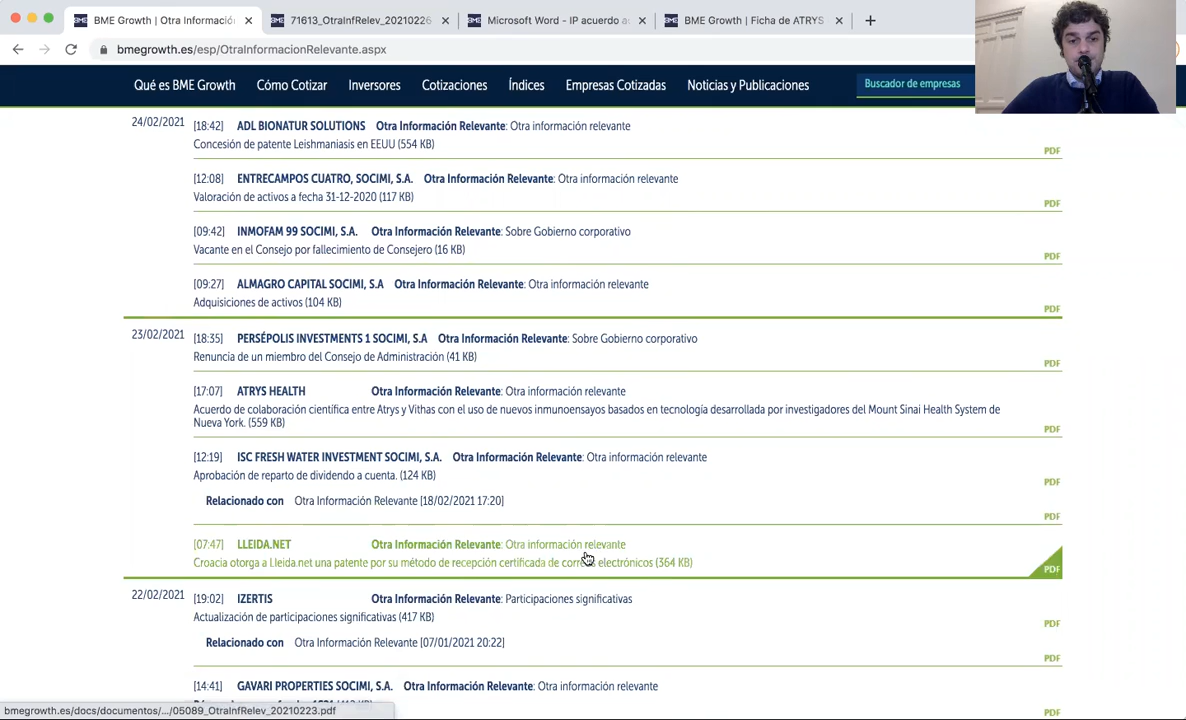 BME Growth | Otra Informació
71613_OtraInfRelev_20210226
Microsoft Word - IP acuerdo a
BME Growth | Ficha de ATRYS
bmegrowth.es/esp/OtraInformacionRelevante.aspx
Qué es BME Growth Cómo Cotizar Inversores Cotizaciones Índices Empresas Cotizadas Noticias y Publicaciones Buscador de empresas
24/02/2021 [18:42] ADL BIONATUR SOLUTIONS Otra Información Relevante: Otra información relevante
Concesión de patente Leishmaniasis en EEUU (554 KB)
PDF
[12:08] ENTRECAMPOS CUATRO, SOCIMI, S.A. Otra Información Relevante: Otra información relevante
Valoración de activos a fecha 31-12-2020 (117 KB)
PDF
[09:42] INMOFAM 99 SOCIMI, S.A. Otra Información Relevante: Sobre Gobierno corporativo
Vacante en el Consejo por fallecimiento de Consejero (16 KB)
PDF
[09:27] ALMAGRO CAPITAL SOCIMI, S.A Otra Información Relevante: Otra información relevante
Adquisiciones de activos (104 KB)
PDF
23/02/2021 [18:35] PERSÉPOLIS INVESTMENTS 1 SOCIMI, S.A Otra Información Relevante: Sobre Gobierno corporativo
Renuncia de un miembro del Consejo de Administración (41 KB)
PDF
[17:07] ATRYS HEALTH Otra Información Relevante: Otra información relevante
Acuerdo de colaboración científica entre Atrys y Vithas con el uso de nuevos inmunoensayos basados en tecnología desarrollada por investigadores del Mount Sinai Health System de
Nueva York. (559 KB)
PDF
[12:19] ISC FRESH WATER INVESTMENT SOCIMI, S.A. Otra Información Relevante: Otra información relevante
Aprobación de reparto de dividendo a cuenta. (124 KB)
PDF
Relacionado con Otra Información Relevante [18/02/2021 17:20]
PDF
[07:47] LLEIDA.NET Otra Información Relevante: Otra información relevante
Croacia otorga a l.leida.net una patente por su método de recepción certificada de electrónicos (364 KB)
PDF
22/02/2021 [19:02] IZERTIS Otra Información Relevante: Participaciones significativas
Actualización de participaciones significativas (417 KB)
PDF
Relacionado con Otra Información Relevante [07/01/2021 20:22]
PDF
[14:41] GAVARI PROPERTIES SOCIMI, S.A. Otra Información Relevante: Otra información relevante
PDF
bmegrowth.es/docs/documentos/.../05089_OtraInfRelev_20210223.pdf